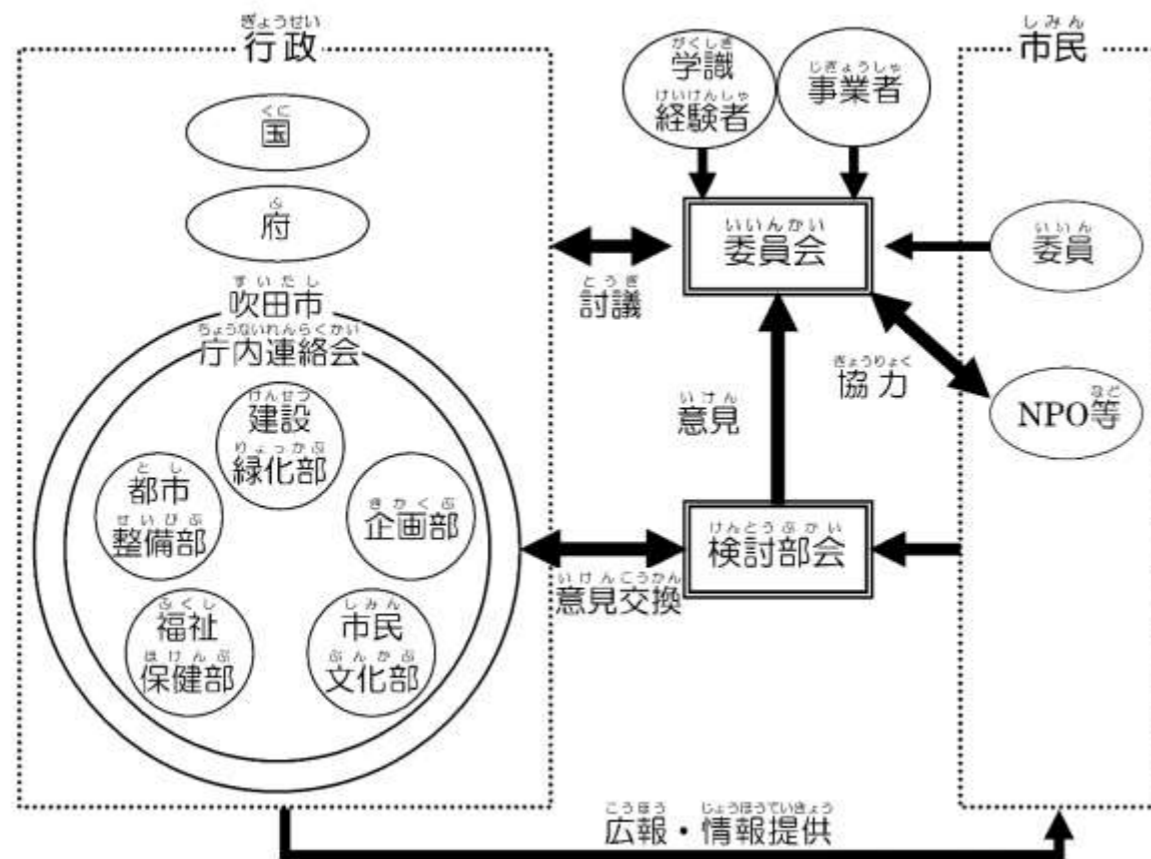 ぎょうせい
行政
くに
国
ふ
府
すいたし
吹田市
ちょうないれんらくかい
庁内連絡会
けんせつ
建設
りょっかぶ
緑化部
とし
都市
せいびぶ
整備部
きかくぶ
企画部
ふくし
福祉
ほけんぶ
保健部
しみん
市民
ぶんかぶ
文化部
がくしき
学識
けいけんしゃ
経験者
じぎょうしゃ
事業者
いいんかい
委員会
とうぎ
討議
いけん
意見
きょうりょく
協力
けんとうぶかい
検討部会
いけんこうかん
意見交換
しみん
市民
いいん
委員
など
NPO等
こうほう じょうほうていきょう
広報・情報提供